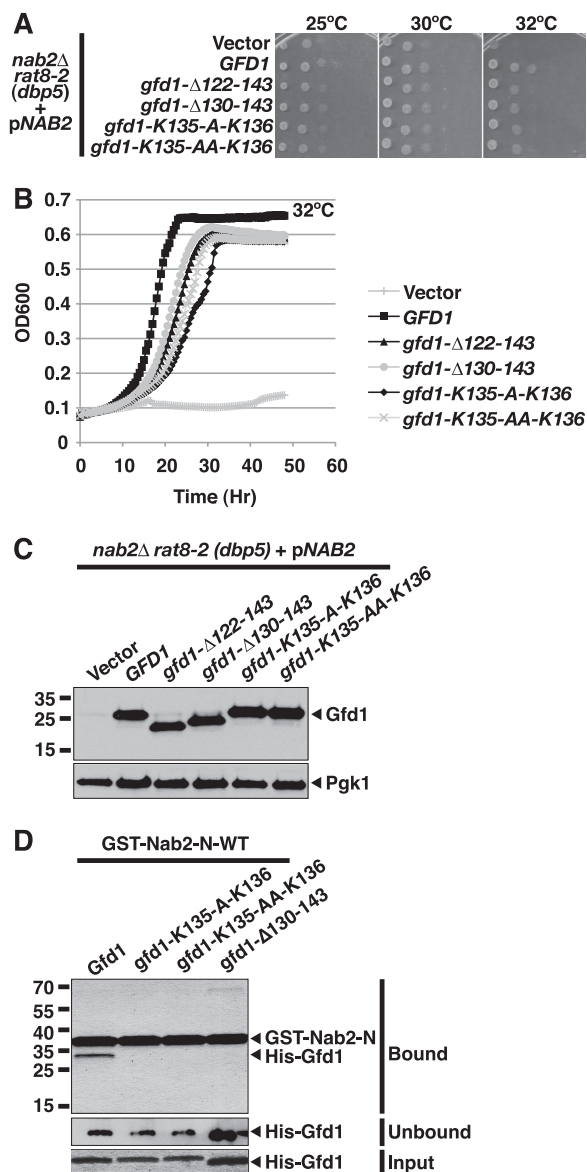 A
25°C 30°C 32°C
nab2Δ
rat8-2
(dbp5)
+
pNAB2
Vector
GFD1
gfd1-Δ122-143
gfd1-Δ130-143
gfd1-K135-A-K136
gfd1-K135-AA-K136
B
32°C
0.7
0.6
0.5
0.4
0.3
0.2
0.1
0
OD600
0 10 20 30 40 50 60
Time (Hr)
Vector
GFD1
gfd1-Δ122-143
gfd1-Δ130-143
gfd1-K135-A-K136
gfd1-K135-AA-K136
C
nab2Δ rat8-2 (dbp5) + pNAB2
Vector
GFD1
gfd1-Δ122-143
gfd1-Δ130-143
gfd1-K135-A-K136
gfd1-K135-AA-K136
35
25
15
Gfd1
Pgk1
D
GST-Nab2-N-WT
Gfd1
gfd1-K135-A-K136
gfd1-K135-AA-K136
gfd1-Δ130-143
70
55
40
35
25
15
GST-Nab2-N
His-Gfd1
Bound
His-Gfd1
Unbound
His-Gfd1
Input